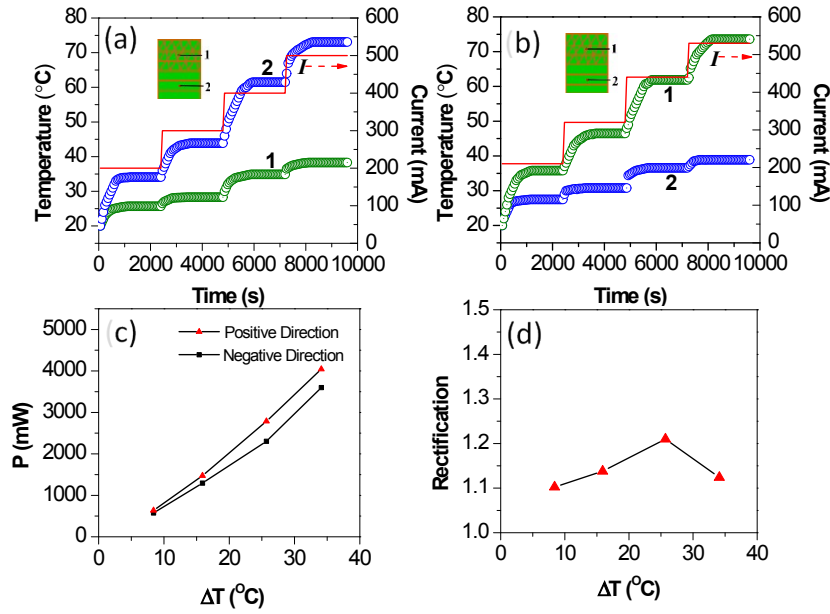 (a)
80
70
60
50
40
30
20
Temperature (°C)
0 2000 4000 6000 8000 10000
Time (s)
600
500
400
300
200
100
0
Current (mA)
1
2
2
I
1
(b)
80
70
60
50
40
30
20
Temperature (°C)
0 2000 4000 6000 8000 10000
Time (s)
600
500
400
300
200
100
0
Current (mA)
1
2
1
I
2
(c)
5000
4000
3000
2000
1000
0
P (mW)
0 10 20 30 40
ΔT (°C)
Positive Direction
Negative Direction
(d)
1.5
1.4
1.3
1.2
1.1
1.0
Rectification
0 10 20 30 40
ΔT (°C)